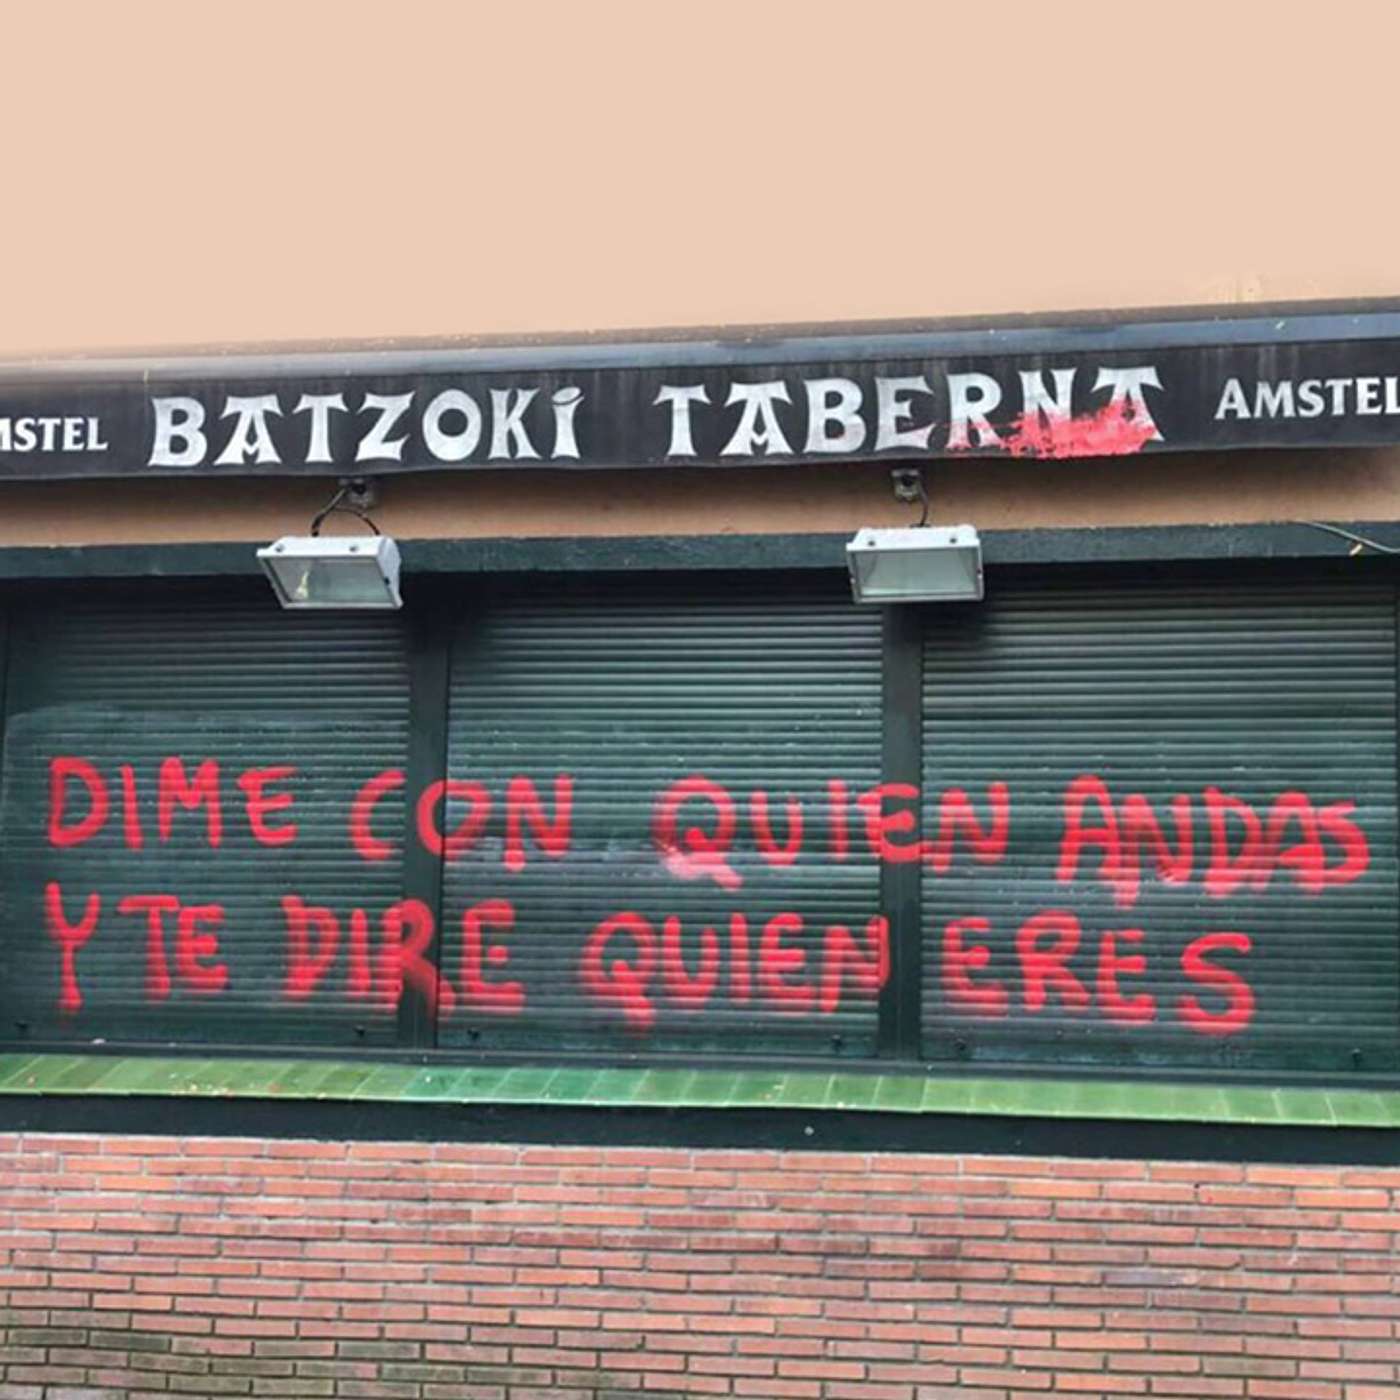 AMSTEL BATZOKI TABERNA AMSTEL
DIME CON QUIEN ANDAS
Y TE DIRE QUIEN ERES